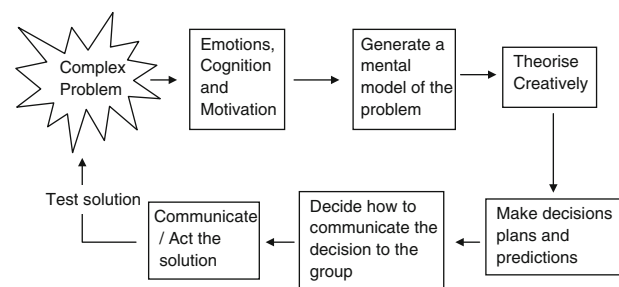 Complex
Problem
Emotions,
Cognition
and
Motivation
Generate a
mental
model of the
problem
Theorise
Creatively
Make decisions
plans and
predictions
Decide how to
communicate the
decision to the
group
Communicate
/ Act the
solution
Test solution